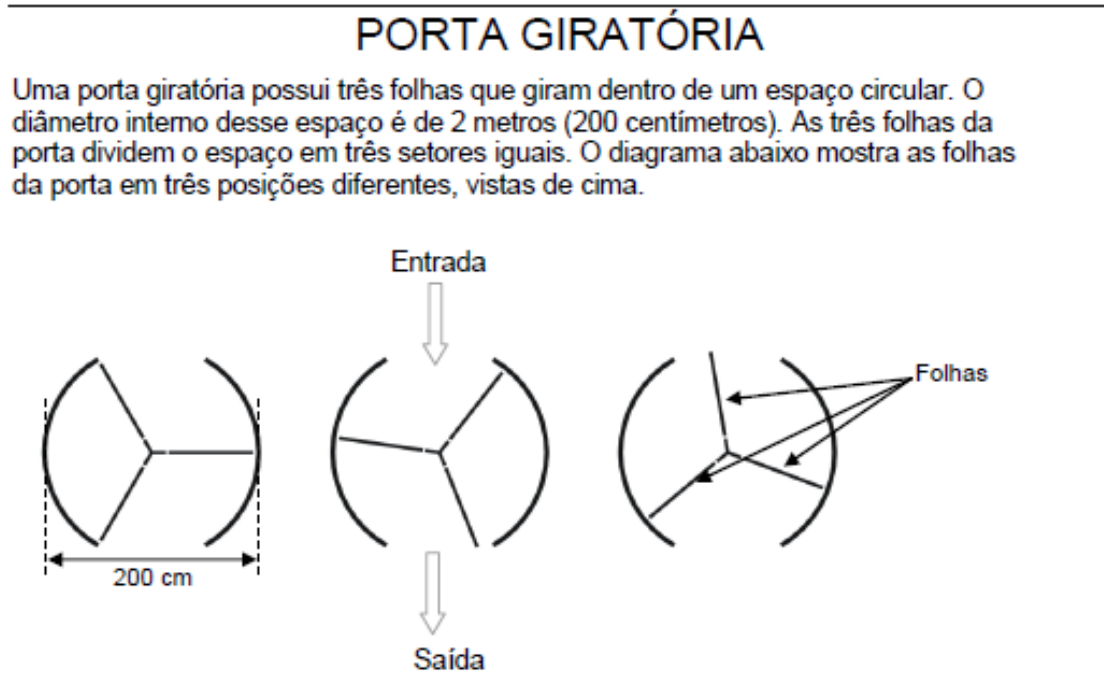 PORTA GIRATÓRIA
Uma porta giratória possui três folhas que giram dentro de um espaço circular. O
diâmetro interno desse espaço é de 2 metros (200 centímetros). As três folhas da
porta dividem o espaço em três setores iguais. O diagrama abaixo mostra as folhas
da porta em três posições diferentes, vistas de cima.
Entrada
Folhas
200 cm
Saída